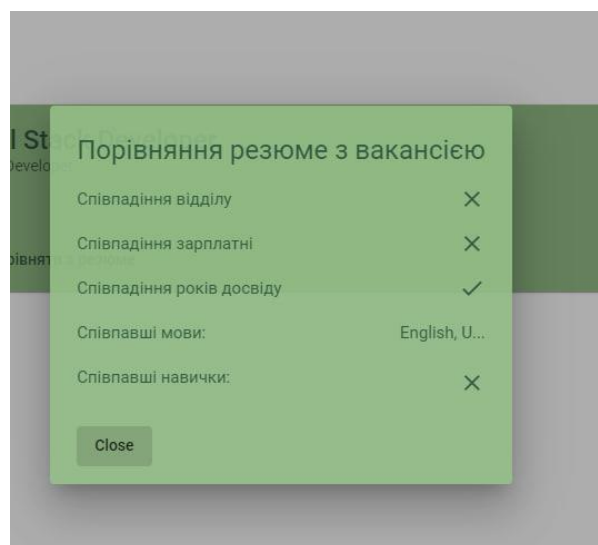 Порівняння резюме з вакансією
Співпадіння відділу
Співпадіння зарплатні
Співпадіння років досвіду
Співпавші мови: English, U...
Співпавші навички:
Close